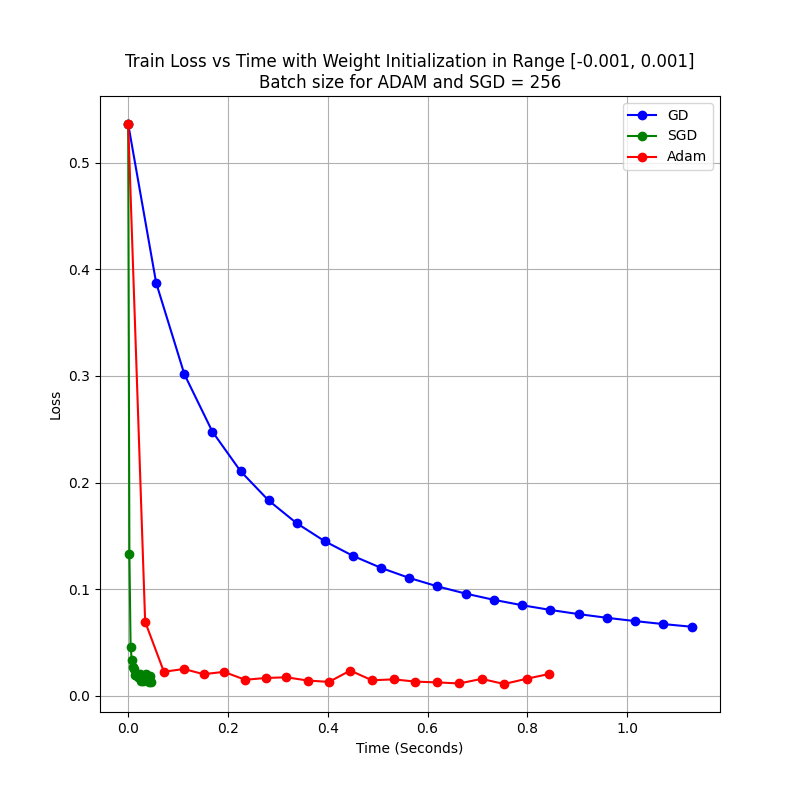 Train Loss vs Time with Weight Initialization in Range [-0.001, 0.001]
Batch size for ADAM and SGD = 256
GD
SGD
Adam
Loss
0.5
0.4
0.3
0.2
0.1
0.0
0.0 0.2 0.4 0.6 0.8 1.0
Time (Seconds)